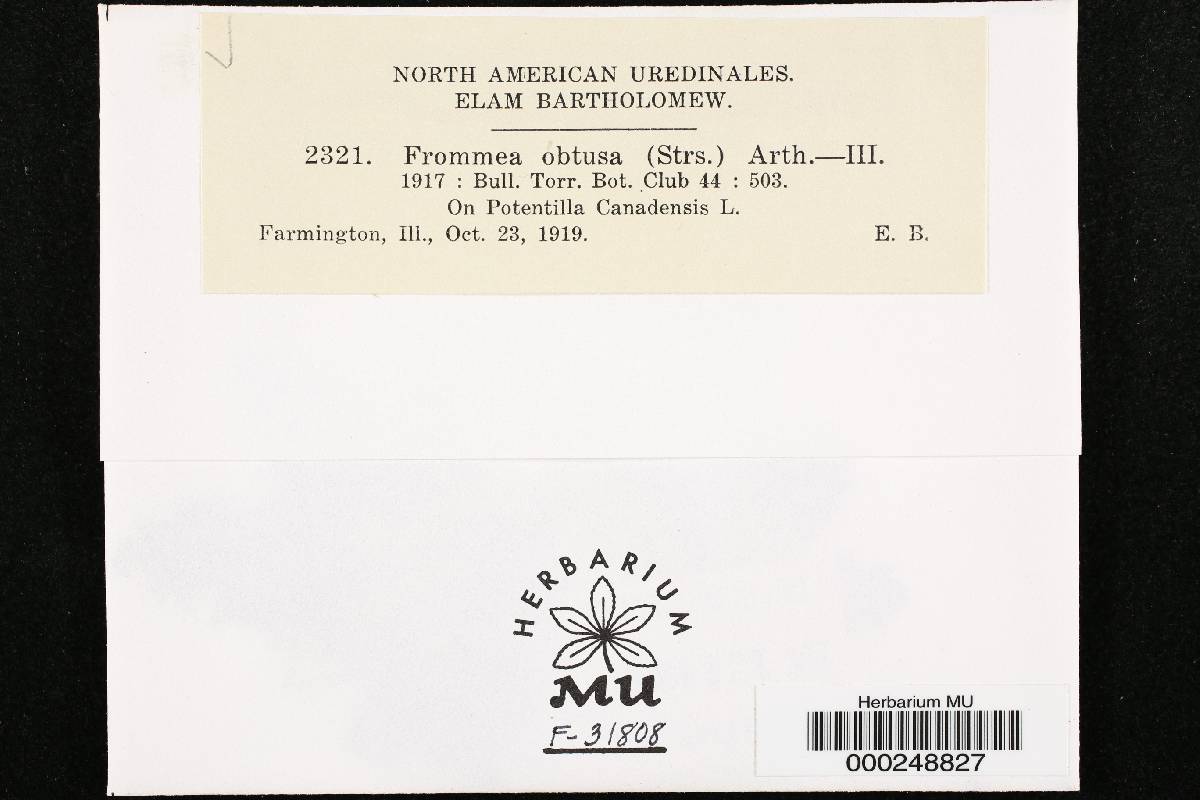 NORTH AMERICAN UREDINALES.
ELAM BARTHOLOMEW.
2321. Frommea obtusa (Strs.) Arth.—III.
1917 : Bull. Torr. Bot. Club 44 : 503.
On Potentilla Canadensis L.
Farmington, Ill., Oct. 23, 1919. E. B.
HERBARIUM
MU
F-31808
Herbarium MU
000248827